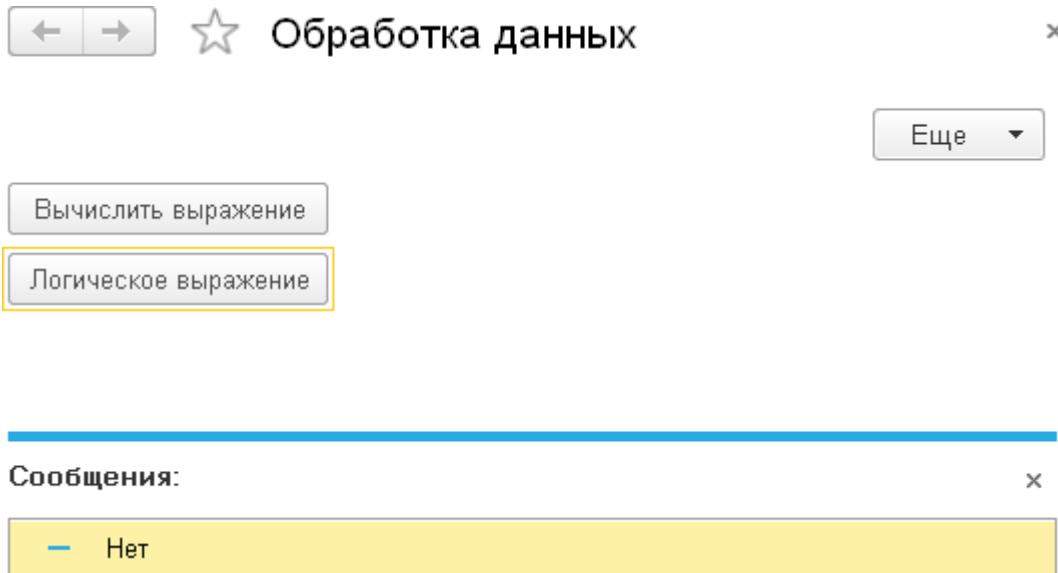 Обработка данных
Еще
Вычислить выражение
Логическое выражение
Сообщения:
Нет